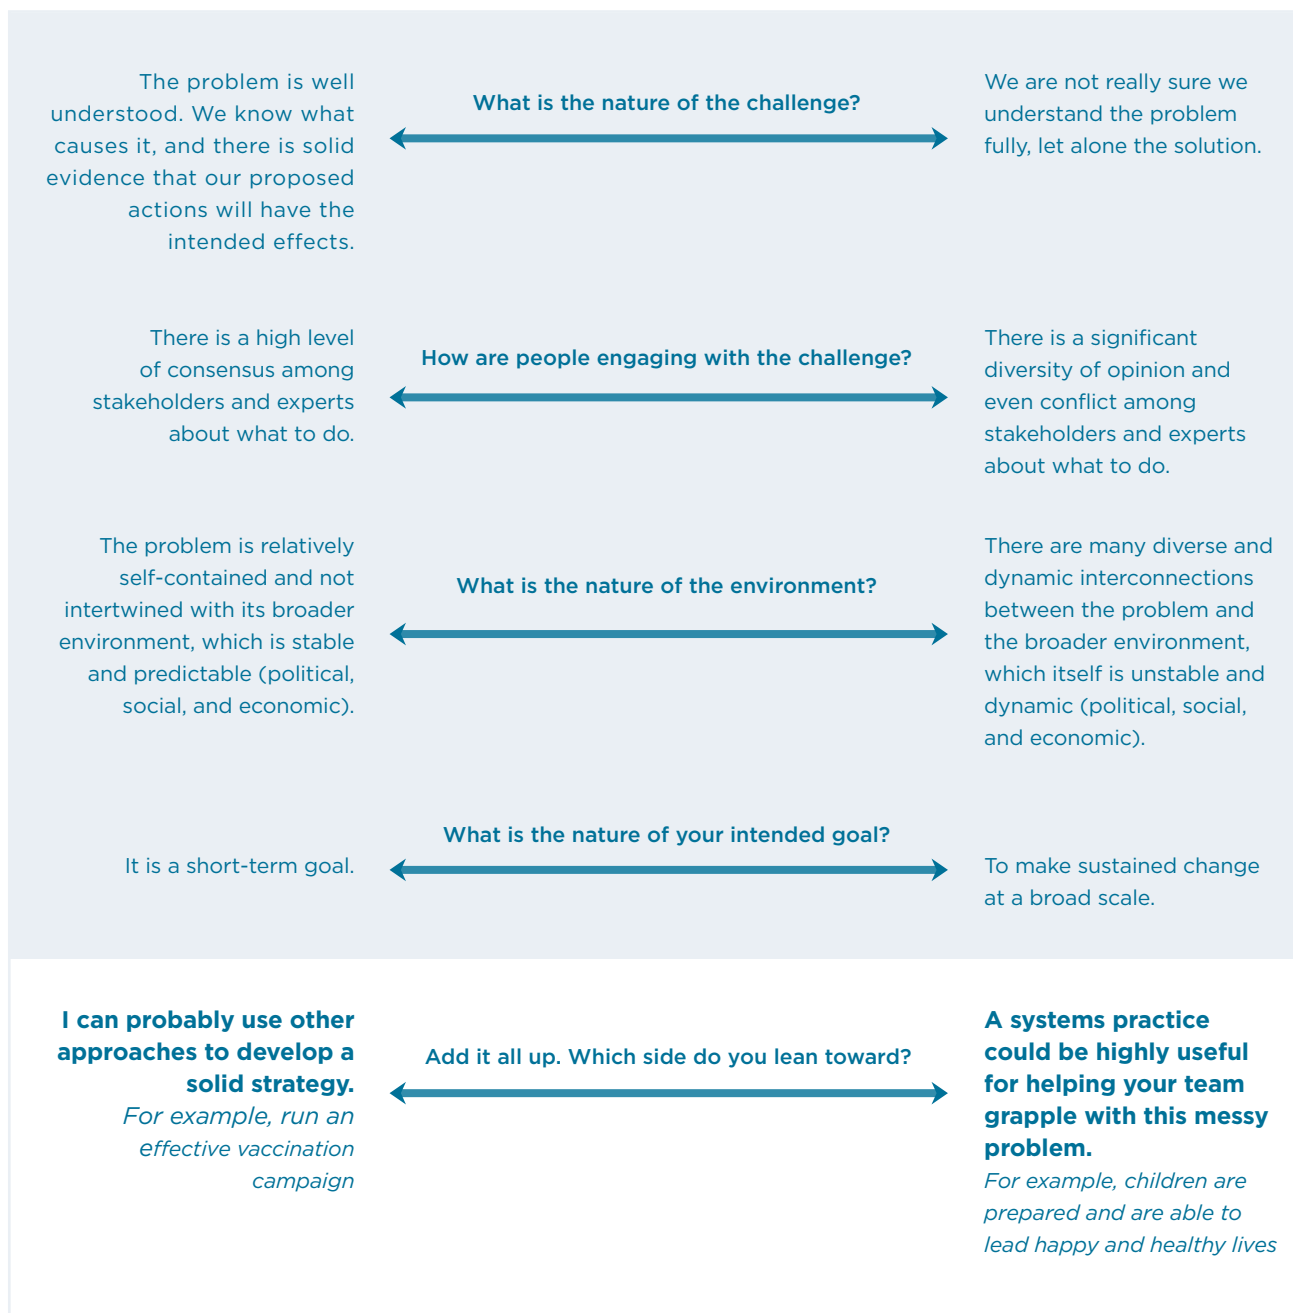 The problem is well
understood. We know what
causes it, and there is solid
evidence that our proposed
actions will have the
intended effects.
What is the nature of the challenge?
We are not really sure we
understand the problem
fully, let alone the solution.
There is a high level
of consensus among
stakeholders and experts
about what to do.
How are people engaging with the challenge?
There is a significant
diversity of opinion and
even conflict among
stakeholders and experts
about what to do.
The problem is relatively
self-contained and not
intertwined with its broader
environment, which is stable
and predictable (political,
social, and economic).
What is the nature of the environment?
There are many diverse and
dynamic interconnections
between the problem and
the broader environment,
which itself is unstable and
dynamic (political, social,
and economic).
It is a short-term goal.
What is the nature of your intended goal?
To make sustained change
at a broad scale.
I can probably use other
approaches to develop a
solid strategy.
For example, run an
effective vaccination
campaign
Add it all up. Which side do you lean toward?
A systems practice
could be highly useful
for helping your team
grapple with this messy
problem.
For example, children are
prepared and are able to
lead happy and healthy lives